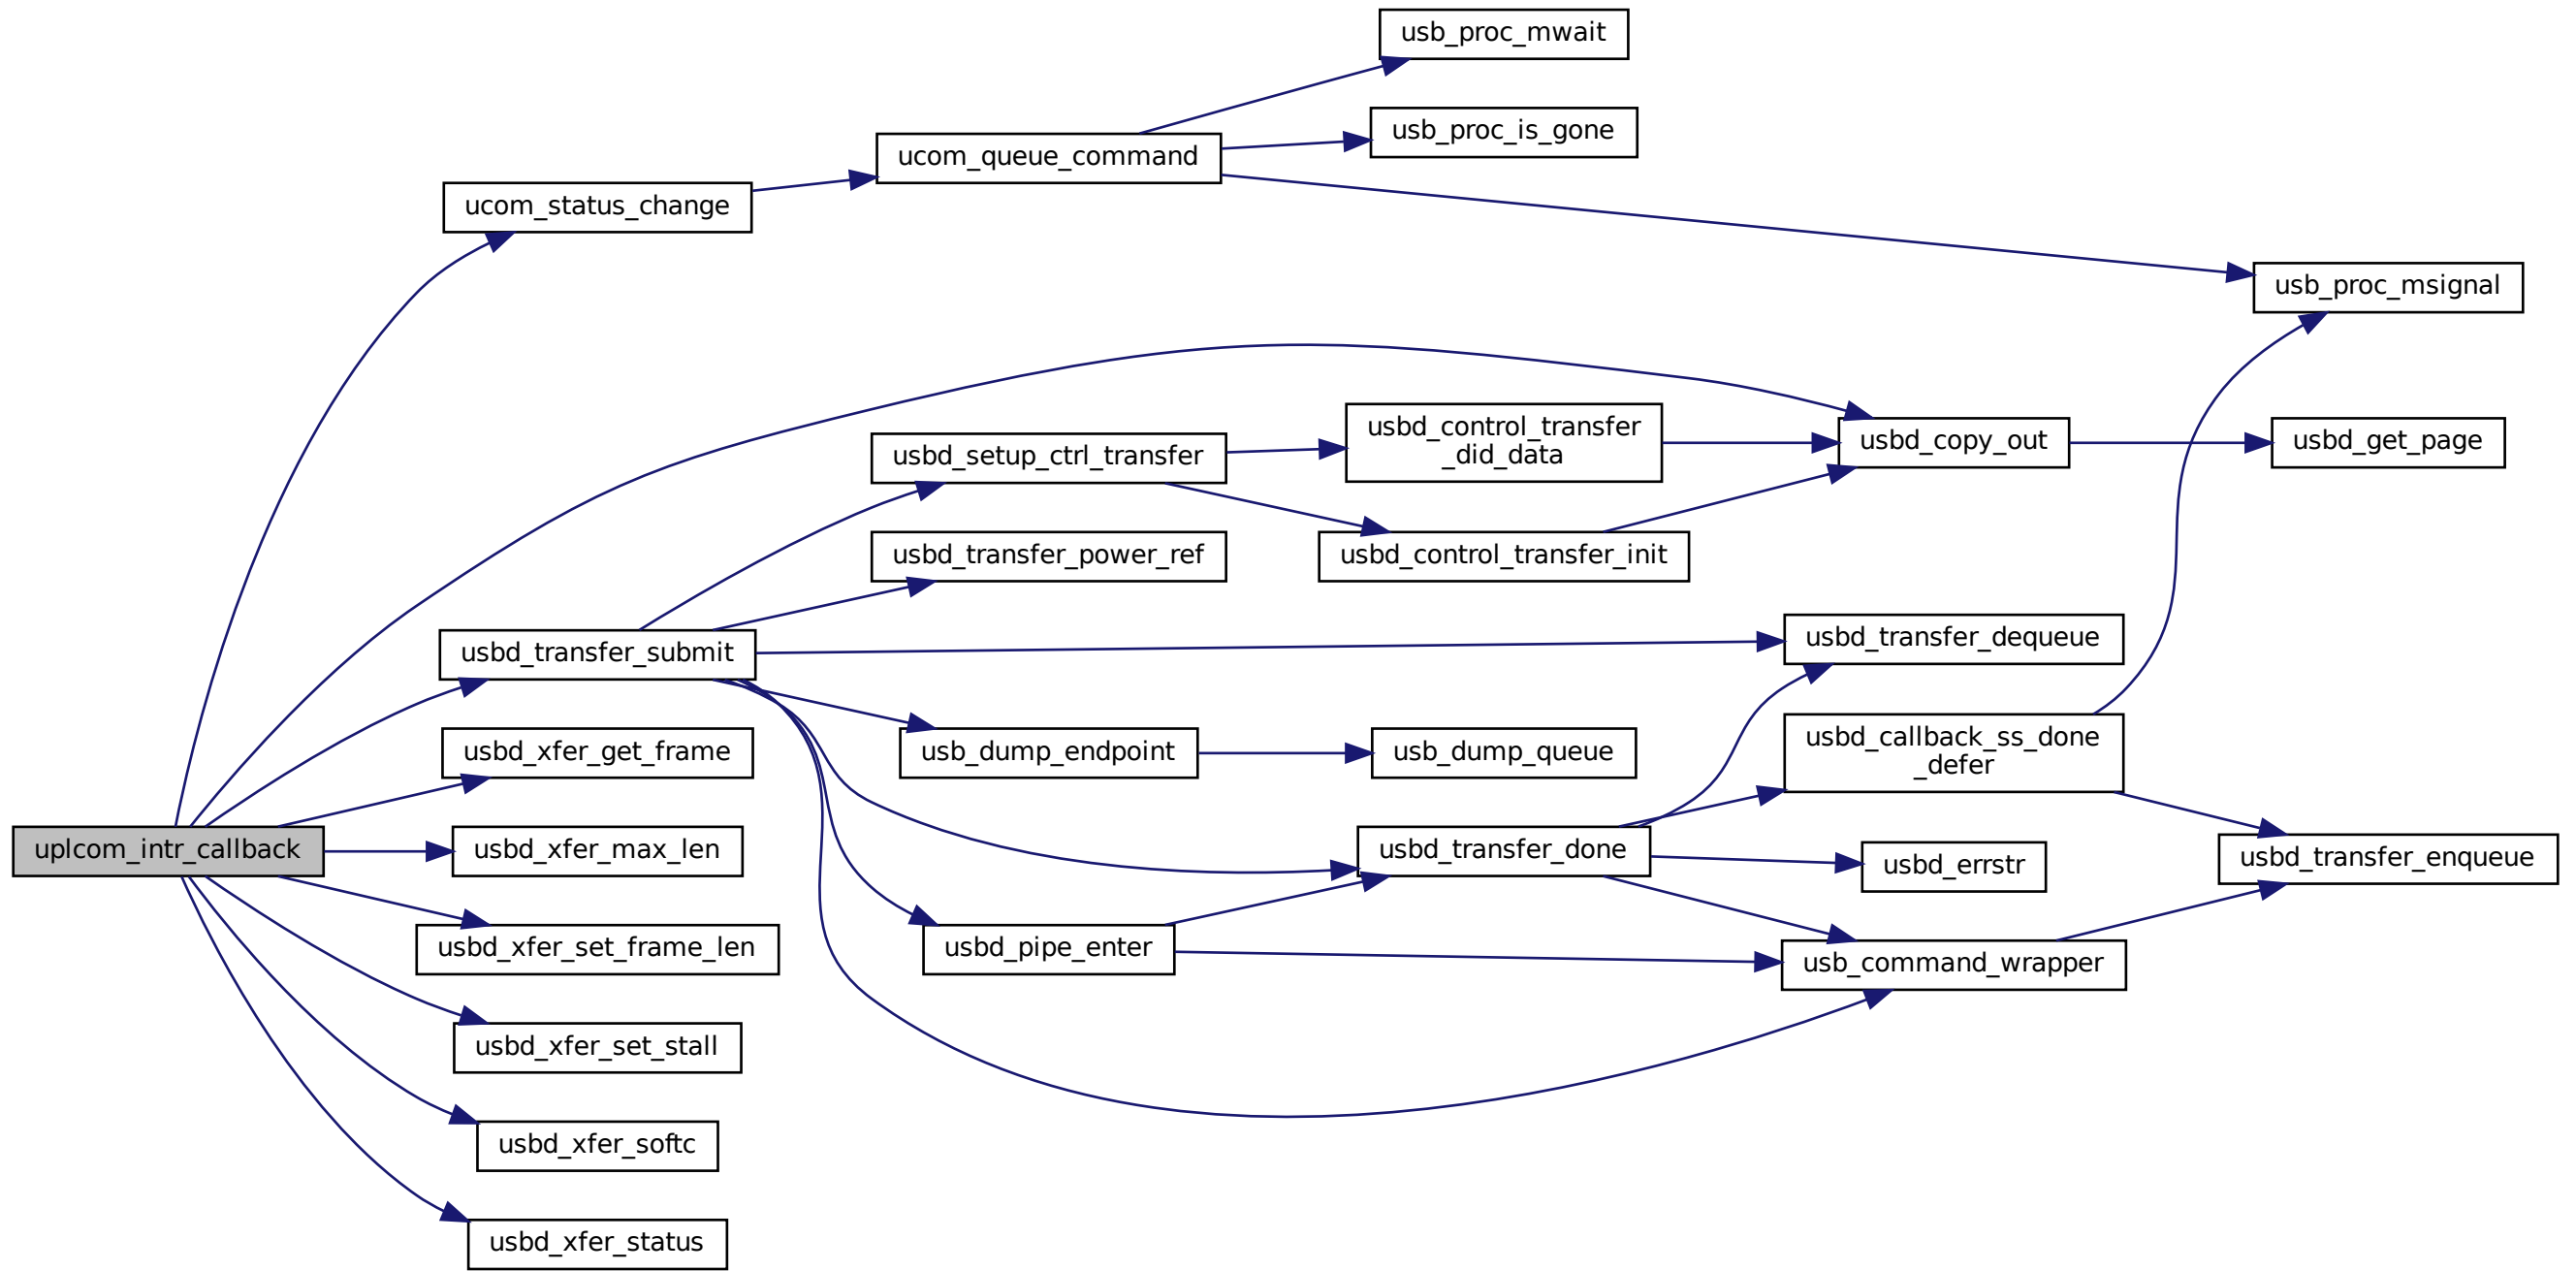 usb_proc_mwait
usb_proc_is_gone
ucom_queue_command
ucom_status_change
usb_proc_msignal
usbd_control_transfer
_did_data
usbd_copy_out
usbd_get_page
usbd_setup_ctrl_transfer
usbd_control_transfer_init
usbd_transfer_power_ref
usbd_transfer_submit
usbd_transfer_dequeue
usbd_xfer_get_frame
usb_dump_endpoint
usb_dump_queue
usbd_callback_ss_done
_defer
uplcom_intr_callback
usbd_xfer_max_len
usbd_transfer_done
usbd_errstr
usbd_transfer_enqueue
usbd_xfer_set_frame_len
usbd_pipe_enter
usb_command_wrapper
usbd_xfer_set_stall
usbd_xfer_softc
usbd_xfer_status